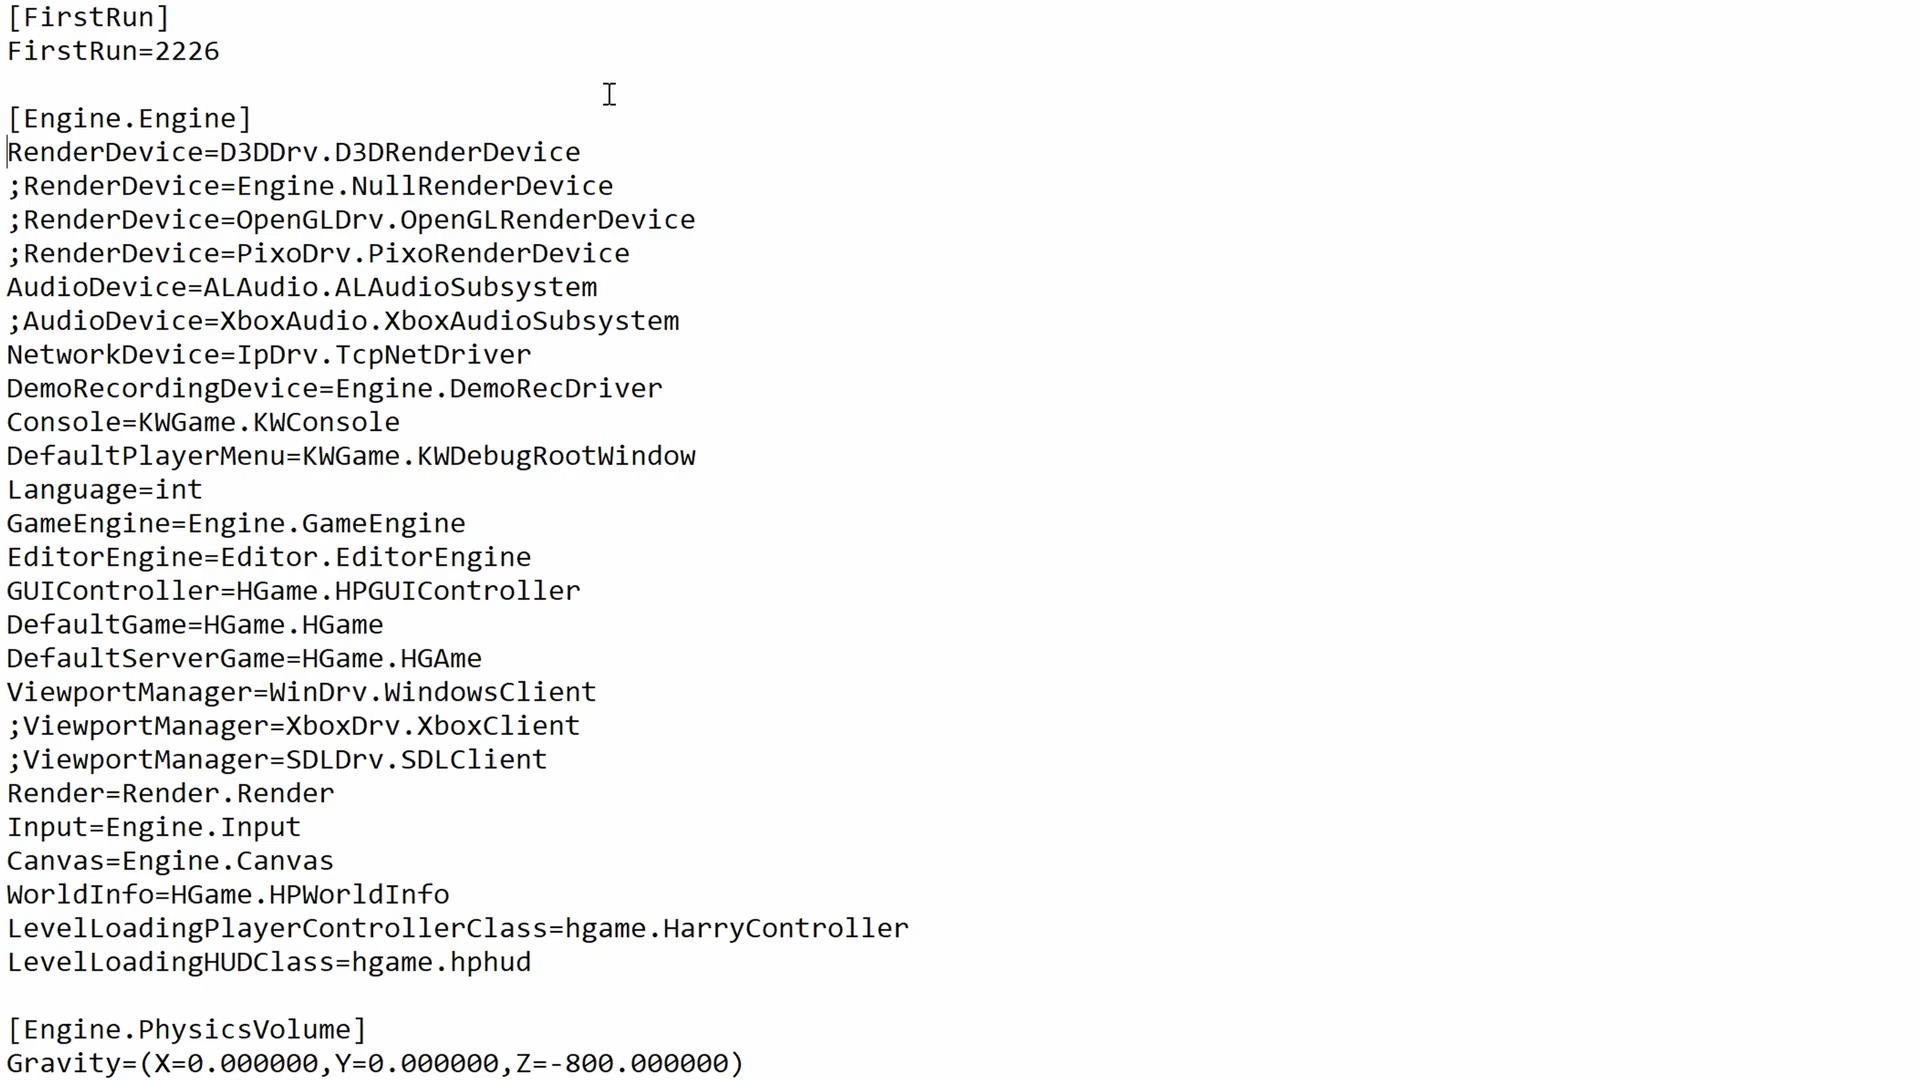 [FirstRun]
FirstRun=2226
[Engine.Engine]
RenderDevice=D3DDrv.D3DRenderDevice
;RenderDevice=Engine.NullRenderDevice
;RenderDevice=OpenGLDrv.OpenGLRenderDevice
;RenderDevice=PixoDrv.PixoRenderDevice
AudioDevice=ALAudio.ALAudioSubsystem
;AudioDevice=XboxAudio.XboxAudioSubsystem
NetworkDevice=IpDrv.TcpNetDriver
DemoRecordingDevice=Engine.DemoRecDriver
Console=KWGame.KWConsole
DefaultPlayerMenu=KWGame.KWDebugRootWindow
Language=int
GameEngine=Engine.GameEngine
EditorEngine=Editor.EditorEngine
GUIController=HGame.HPGUIController
DefaultGame=HGame.HGame
DefaultServerGame=HGame.HGAme
ViewportManager=WinDrv.WindowsClient
;ViewportManager=XboxDrv.XboxClient
;ViewportManager=SDLDrv.SDLClient
Render=Render.Render
Input=Engine.Input
Canvas=Engine.Canvas
WorldInfo=HGame.HPWorldInfo
LevelLoadingPlayerControllerClass=hgame.HarryController
LevelLoadingHUDClass=hgame.hphud
[Engine.PhysicsVolume]
Gravity=(X=0.000000,Y=0.000000,Z=-800.000000)